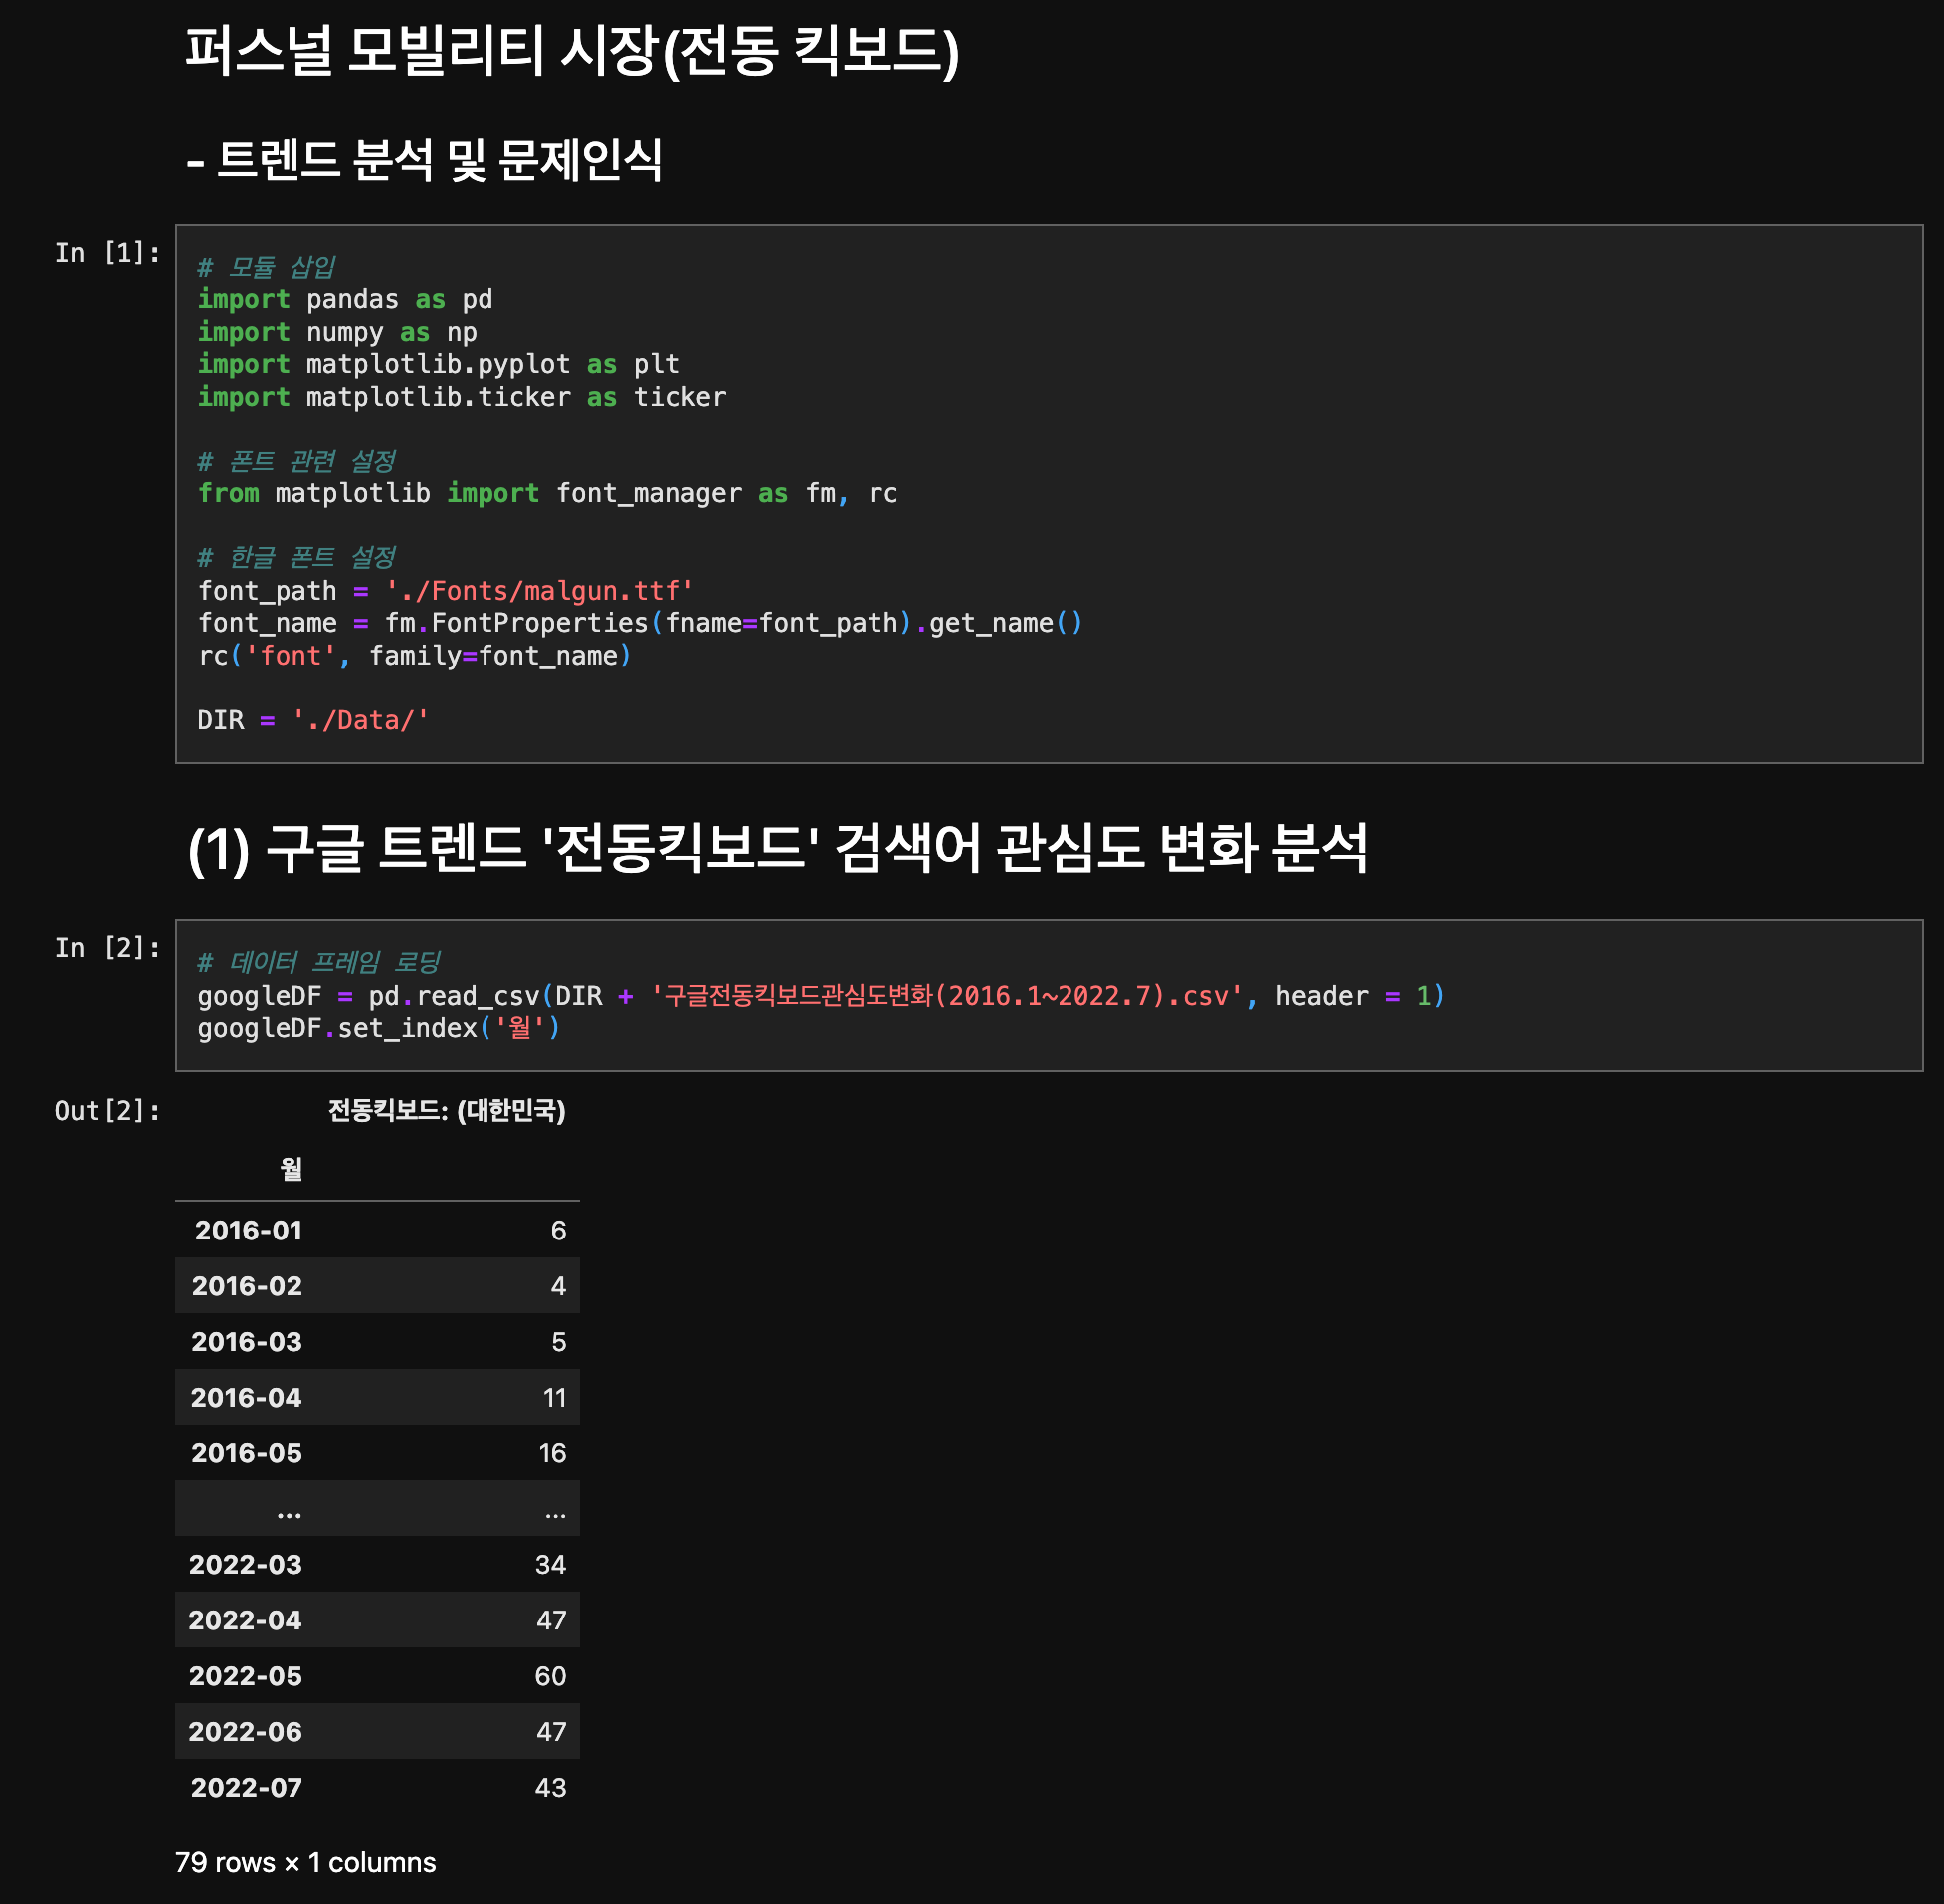 퍼스널 모빌리티 시장(전동 킥보드)
- 트렌드 분석 및 문제인식
In [1]:
# 모듈 삽입
import pandas as pd
import numpy as np
import matplotlib.pyplot as plt
import matplotlib.ticker as ticker
# 폰트 관련 설정
from matplotlib import font_manager as fm, rc
# 한글 폰트 설정
font_path = './Fonts/malgun.ttf'
font_name = fm.FontProperties(fname=font_path).get_name()
rc('font', family=font_name)
DIR = './Data/'
(1) 구글 트렌드 '전동킥보드' 검색어 관심도 변화 분석
In [2]:
# 데이터 프레임 로딩
googleDF = pd.read_csv(DIR + '구글전동킥보드관심도변화(2016.1~2022.7).csv', header = 1)
googleDF.set_index('월')
Out[2]:
전동킥보드: (대한민국)
월
2016-01 6
2016-02 4
2016-03 5
2016-04 11
2016-05 16
... ...
2022-03 34
2022-04 47
2022-05 60
2022-06 47
2022-07 43
79 rows × 1 columns